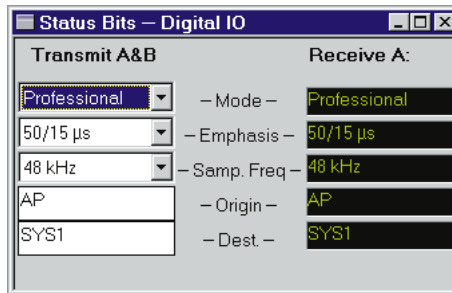 Status Bits — Digital IO
Transmit A&B Receive A:
Professional – Mode – Professional
50/15 µs – Emphasis – 50/15 µs
48 kHz – Samp. Freq – 48 kHz
AP – Origin – AP
SYS1 – Dest. – SYS1